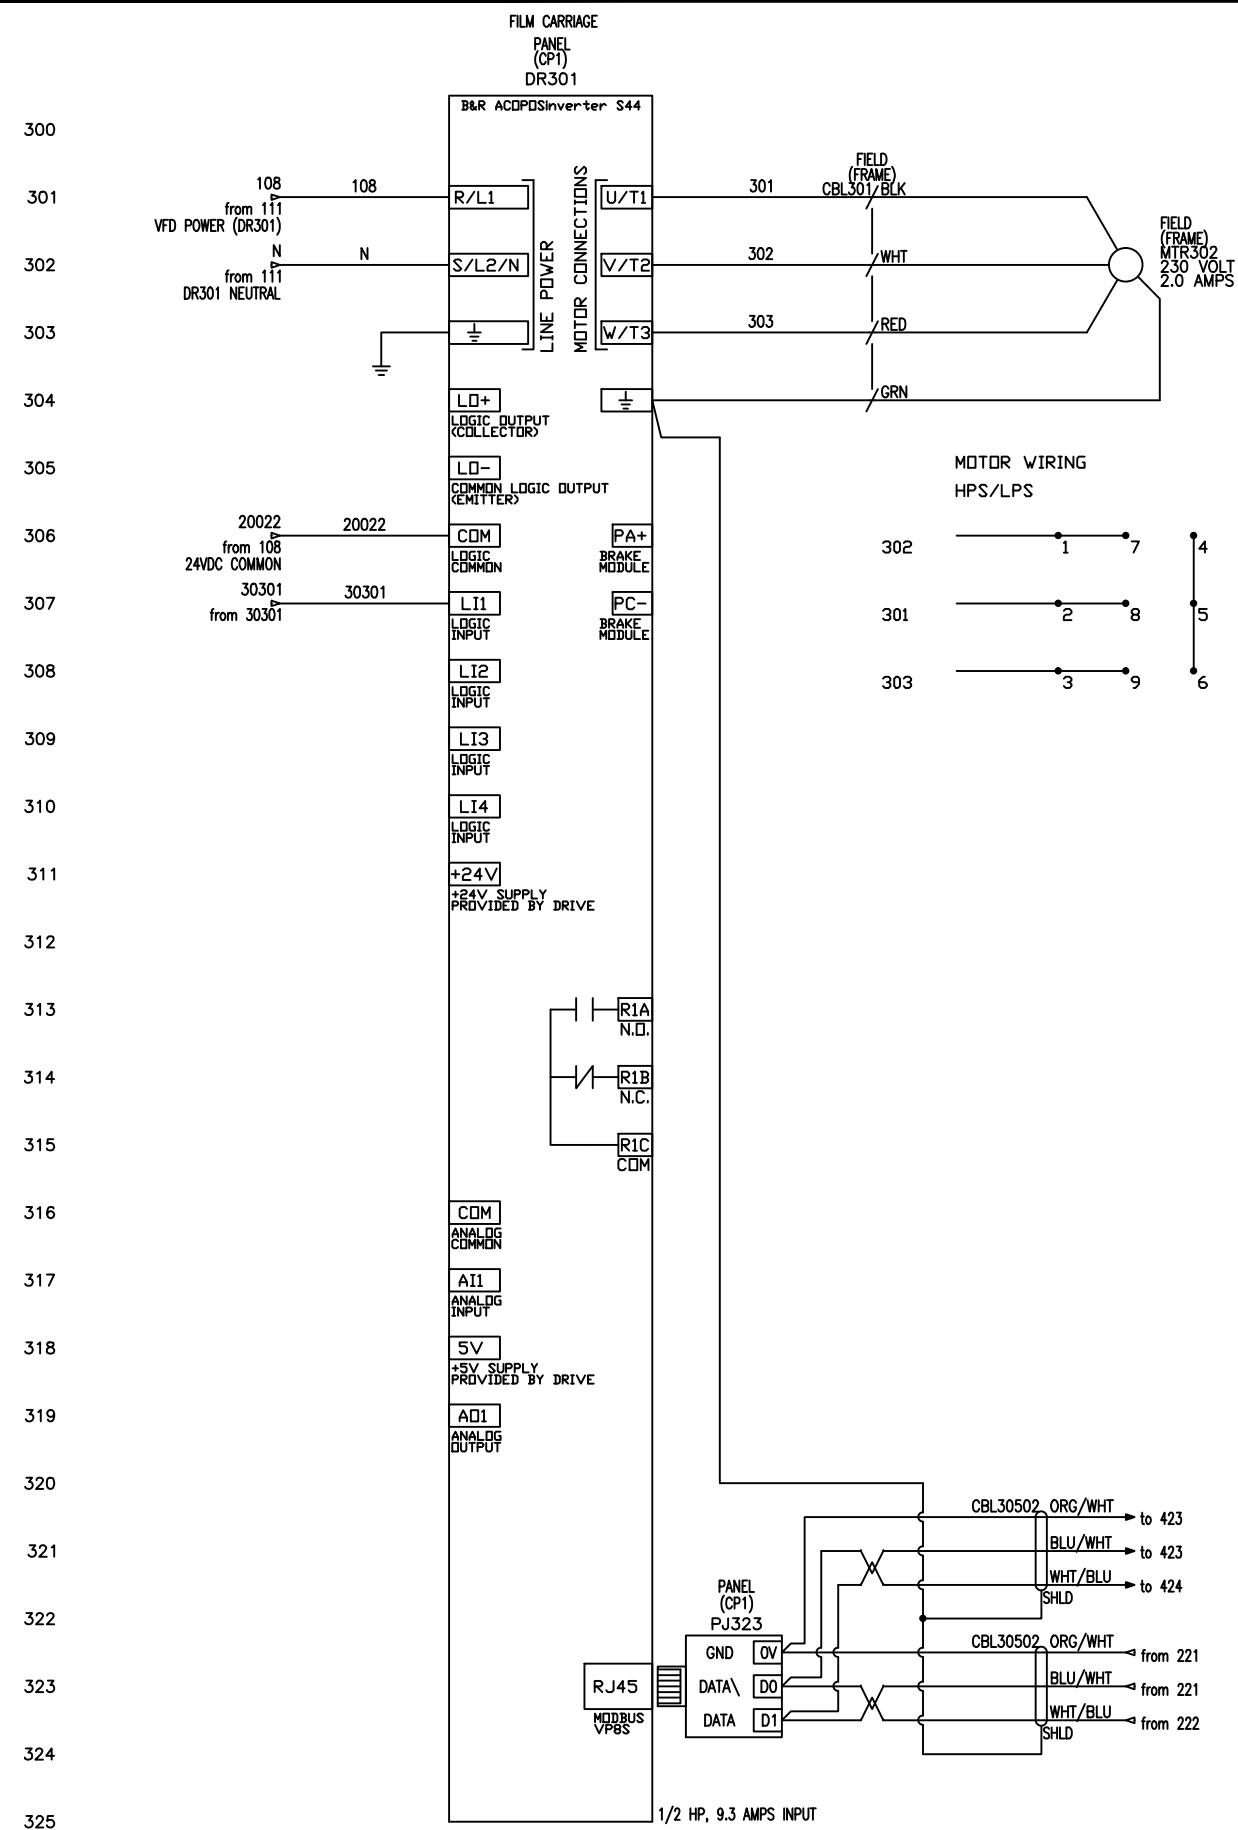 FILM CARRIAGE
PANEL
(CP1)
DR301
B&R ACOPOSInverter S44
300
301
108
108
from 111
VFD POWER (DR301)
R/L1
U/T1
301
FIELD
(FRAME)
CBL301/BLK
302
N
N
from 111
DR301 NEUTRAL
S/L2/N
LINE POWER
MOTOR CONNECTIONS
V/T2
302
WHT
FIELD
(FRAME)
MTR302
230 VOLT
2.0 AMPS
303
W/T3
303
RED
304
LO+
LOGIC OUTPUT
(COLLECTOR)
GRN
305
LO-
COMMON LOGIC OUTPUT
(EMITTER)
MOTOR WIRING
HPS/LPS
306
20022
20022
from 108
24VDC COMMON
COM
LOGIC
COMMON
PA+
BRAKE
MODULE
302
1
7
4
307
30301
30301
from 30301
LI1
LOGIC
INPUT
PC-
BRAKE
MODULE
301
2
8
5
308
LI2
LOGIC
INPUT
303
3
9
6
309
LI3
LOGIC
INPUT
310
LI4
LOGIC
INPUT
311
+24V
+24V SUPPLY
PROVIDED BY DRIVE
312
313
R1A
N.O.
314
R1B
N.C.
315
R1C
COM
316
COM
ANALOG
COMMON
317
AI1
ANALOG
INPUT
318
5V
+5V SUPPLY
PROVIDED BY DRIVE
319
AO1
ANALOG
OUTPUT
320
CBL30502 ORG/WHT
to 423
321
BLU/WHT
to 423
WHT/BLU
to 424
SHLD
322
PANEL
(CP1)
PJ323
GND
0V
CBL30502 ORG/WHT
from 221
323
RJ45
MODBUS
VP8S
DATA\
D0
BLU/WHT
from 221
DATA
D1
WHT/BLU
from 222
SHLD
324
325
1/2 HP, 9.3 AMPS INPUT